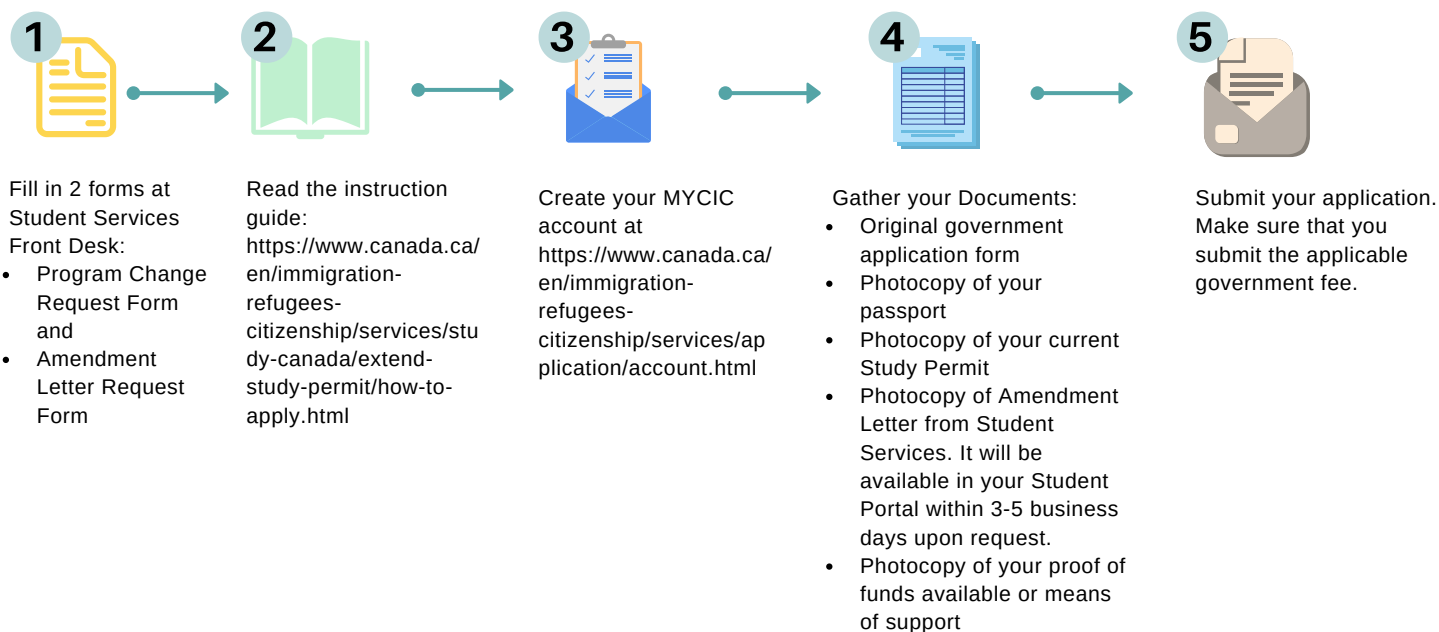 1
Fill in 2 forms at
Student Services
Front Desk:
• Program Change
Request Form
and
• Amendment
Letter Request
Form
2
Read the instruction
guide:
https://www.canada.ca/
en/immigration-
refugees-
citizenship/services/stu
dy-canada/extend-
study-permit/how-to-
apply.html
3
Create your MYCIC
account at
https://www.canada.ca/
en/immigration-
refugees-
citizenship/services/ap
plication/account.html
4
Gather your Documents:
• Original government
application form
• Photocopy of your
passport
• Photocopy of your current
Study Permit
• Photocopy of Amendment
Letter from Student
Services. It will be
available in your Student
Portal within 3-5 business
days upon request.
• Photocopy of your proof of
funds available or means
of support
5
Submit your application.
Make sure that you
submit the applicable
government fee.